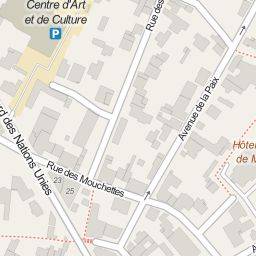 Centre d'Art
et de Culture
P
Rue des
Avenue de la Paix
Hôte
de M
rd des Nations Unies
Rue des Mouchettes
23
25
A